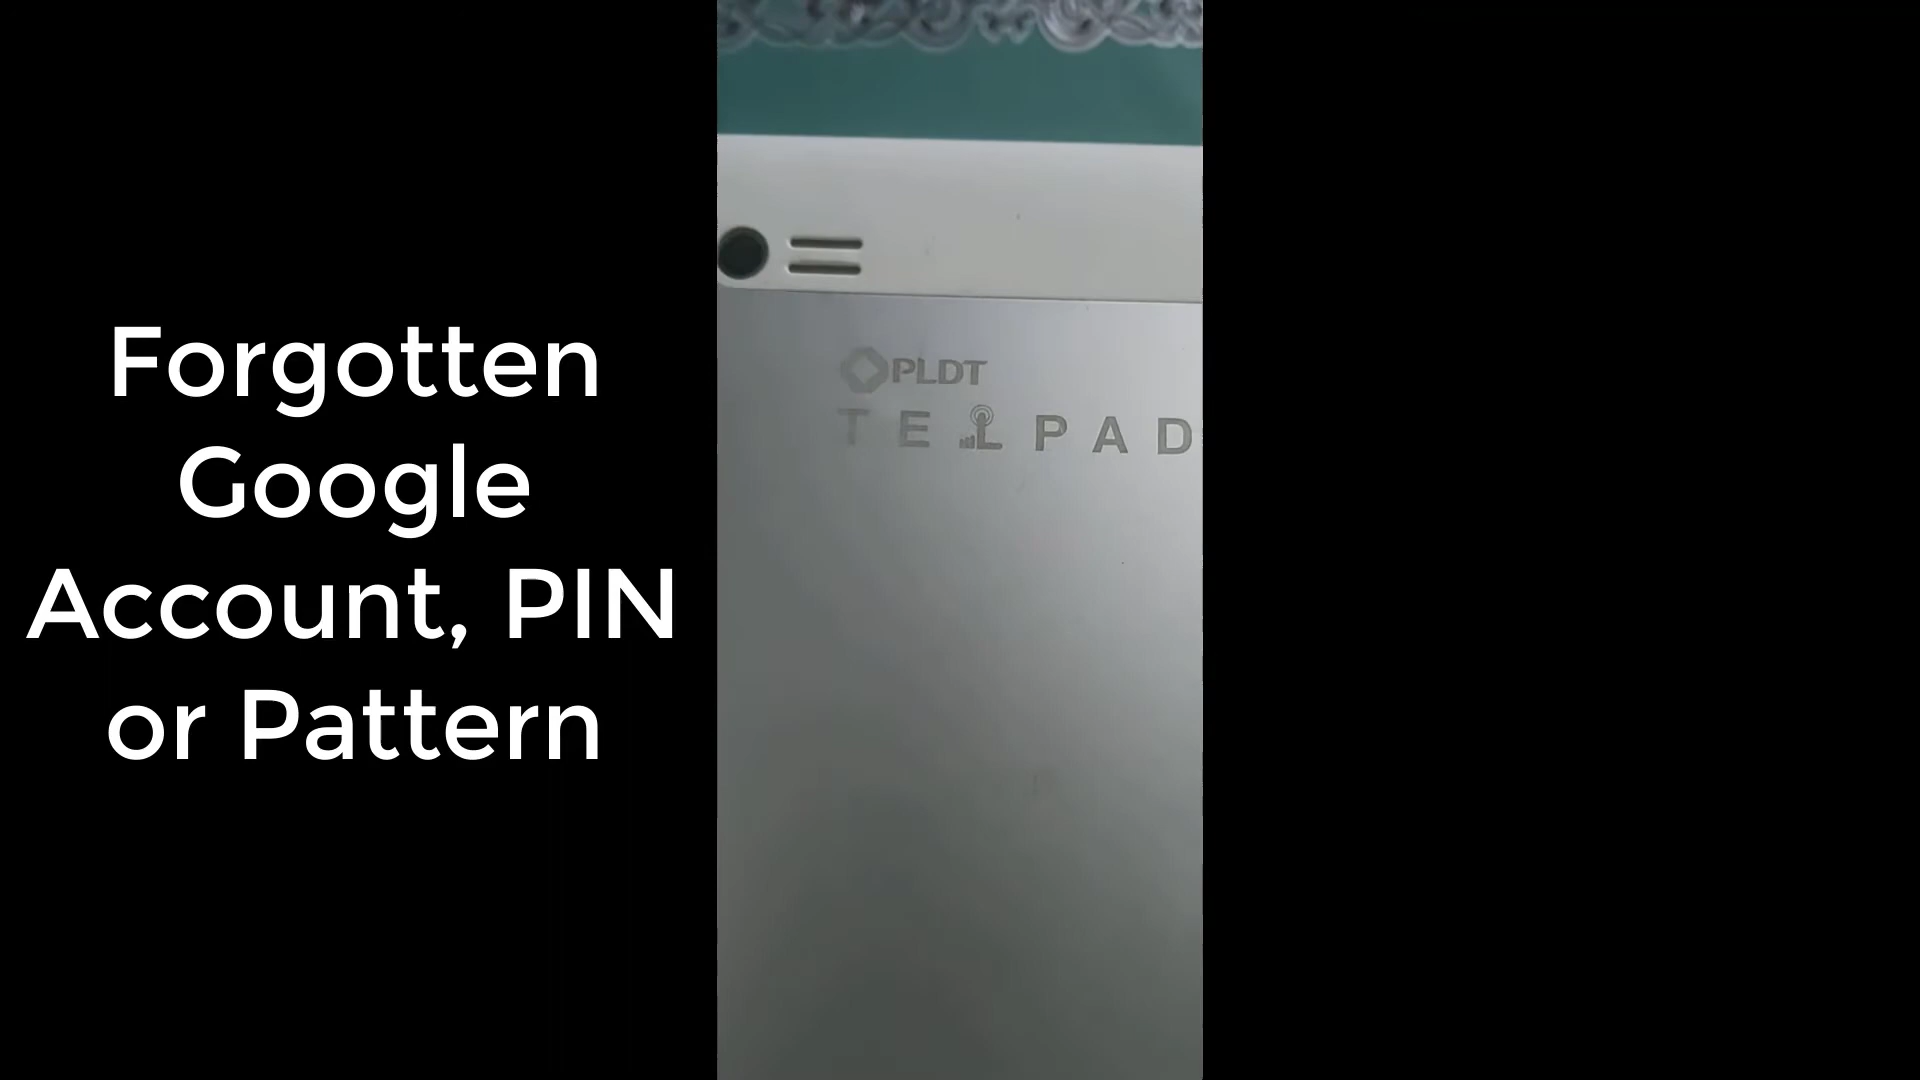 Forgotten
Google
Account, PIN
or Pattern
PLDT
TELPAD